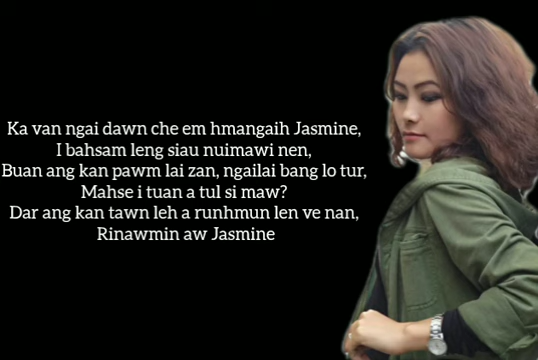 Ka van ngai dawn che em hmangaih Jasmine,
I bahsam leng siau nuimawi nen,
Buan ang kan pawm lai zan, ngailai bang lo tur,
Mahse i tuan a tul si maw?
Dar ang kan tawn leh a runhmun len ve nan,
Rinawmin aw Jasmine